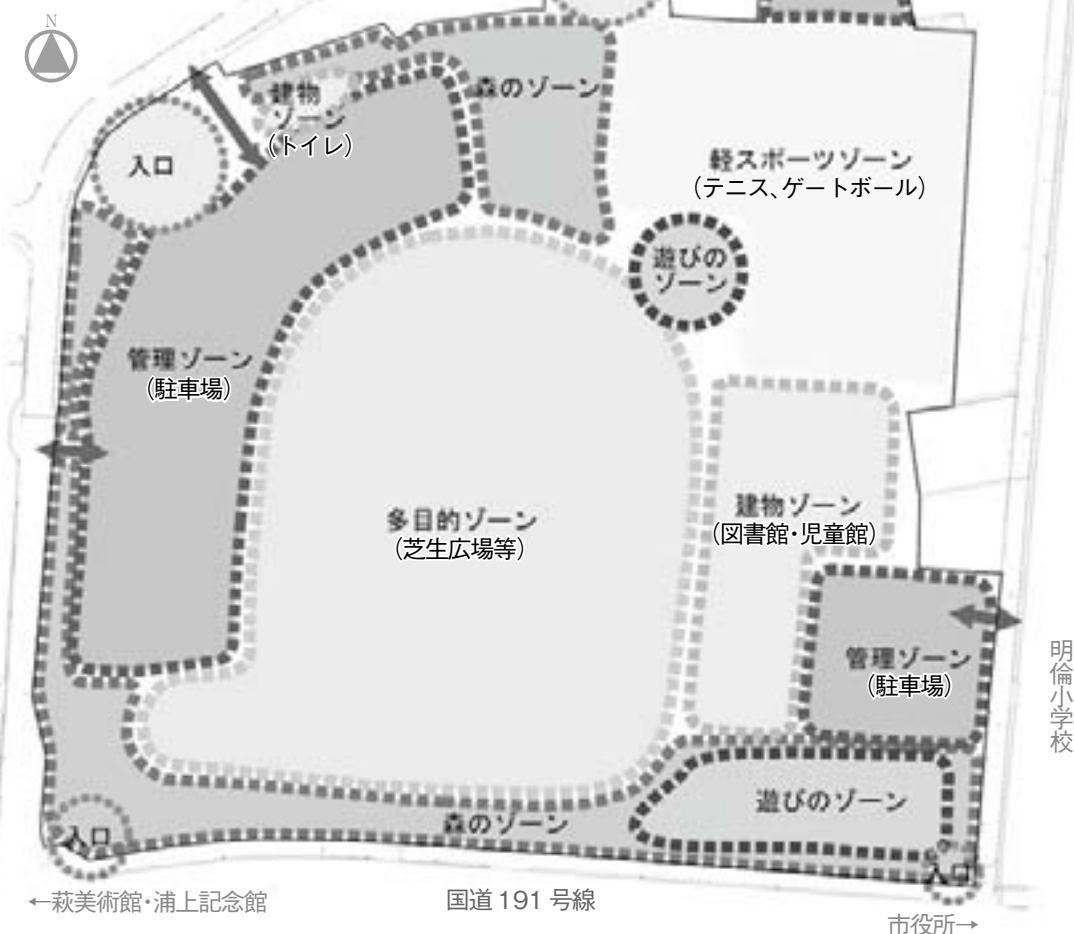 N
建物
ゾーン
(トイレ)
森のゾーン
入口
軽スポーツゾーン
(テニス、ゲートボール)
遊びの
ゾーン
管理ゾーン
(駐車場)
多目的ゾーン
(芝生広場等)
建物ゾーン
(図書館・児童館)
管理ゾーン
(駐車場)
明倫小学校
遊びのゾーン
森のゾーン
入口
入口
←萩美術館・浦上記念館
国道191号線
市役所→